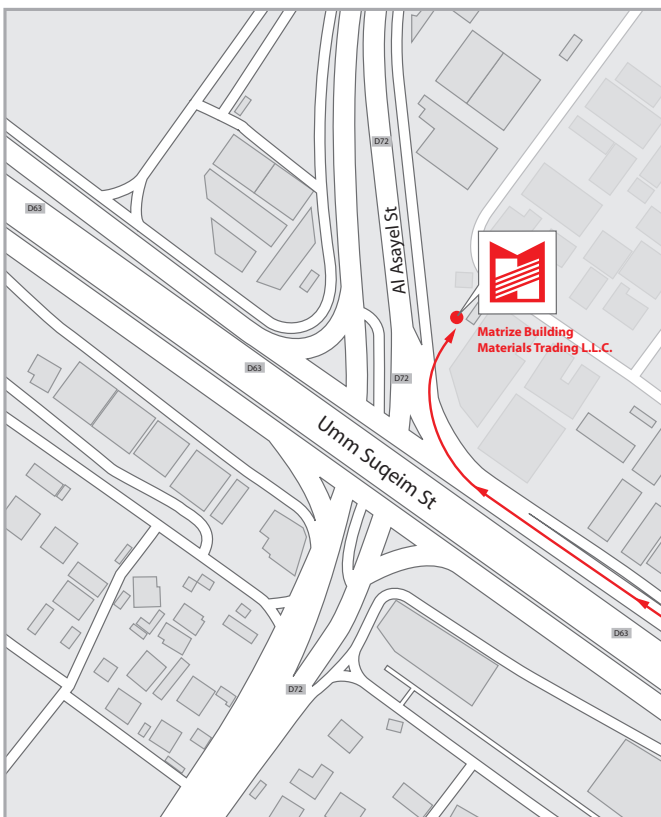 D72
Al Asayel St
D63
Matrize Building
Materials Trading L.L.C.
D63
D72
Umm Suqeim St
D63
D72